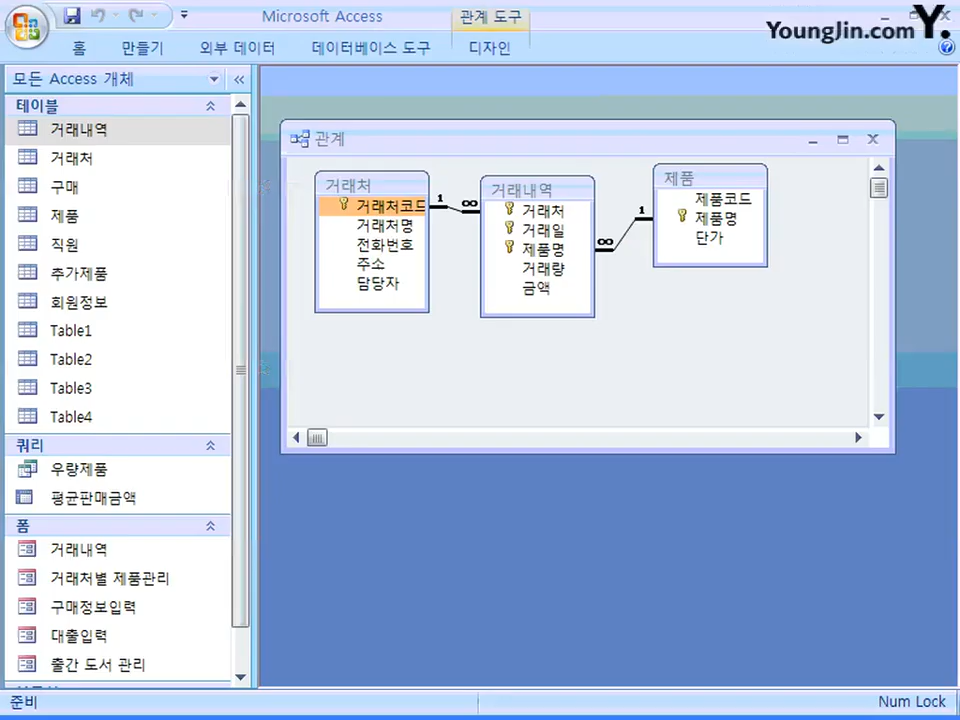 Microsoft Access
관계 도구
YoungJin.com Y.
홈
만들기
외부 데이터
데이터베이스 도구
디자인
모든 Access 개체
테이블
거래내역
거래처
구매
제품
직원
추가제품
회원정보
Table1
Table2
Table3
Table4
쿼리
우량제품
평균판매금액
폼
거래내역
거래처별 제품관리
구매정보입력
대출입력
출간 도서 관리
관계
거래처
거래처코드
거래처명
전화번호
주소
담당자
1
∞
거래내역
거래처
거래일
제품명
거래량
금액
∞
1
제품
제품코드
제품명
단가
준비
Num Lock